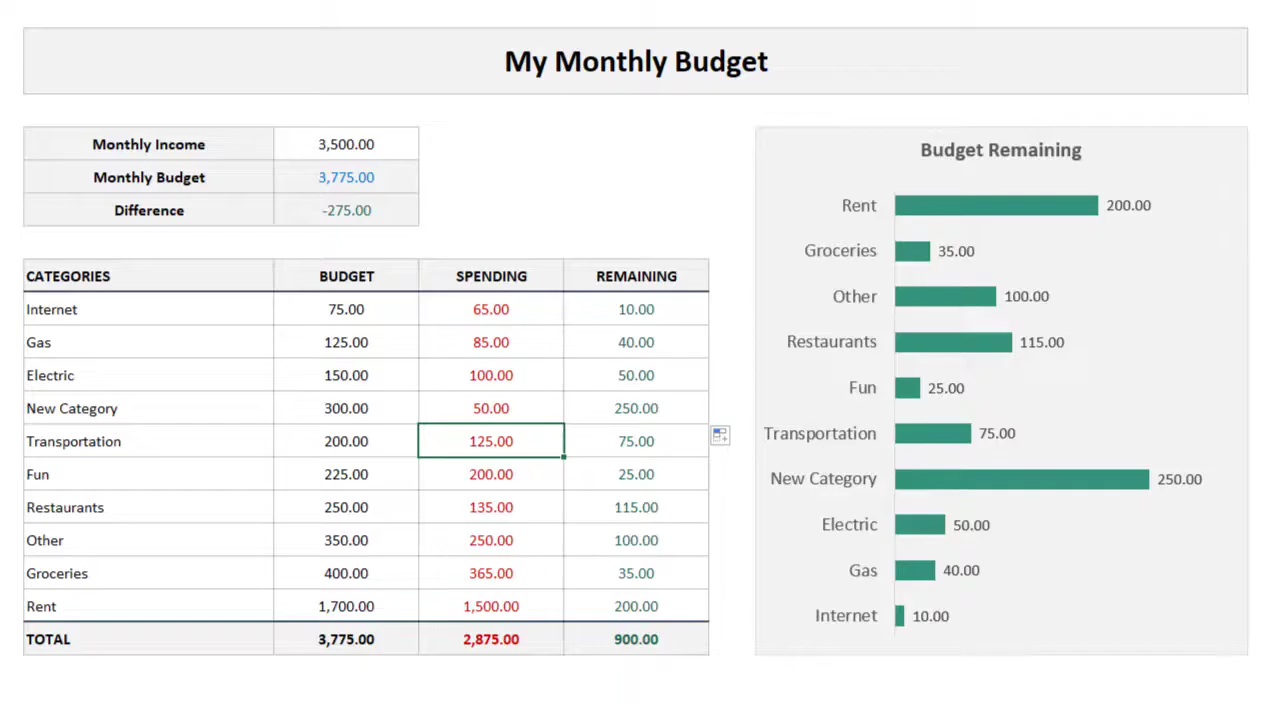 My Monthly Budget
Monthly Income 3,500.00
Monthly Budget 3,775.00
Difference -275.00
CATEGORIES BUDGET SPENDING REMAINING
Internet 75.00 65.00 10.00
Gas 125.00 85.00 40.00
Electric 150.00 100.00 50.00
New Category 300.00 50.00 250.00
Transportation 200.00 125.00 75.00
Fun 225.00 200.00 25.00
Restaurants 250.00 135.00 115.00
Other 350.00 250.00 100.00
Groceries 400.00 365.00 35.00
Rent 1,700.00 1,500.00 200.00
TOTAL 3,775.00 2,875.00 900.00
Budget Remaining
Rent 200.00
Groceries 35.00
Other 100.00
Restaurants 115.00
Fun 25.00
Transportation 75.00
New Category 250.00
Electric 50.00
Gas 40.00
Internet 10.00